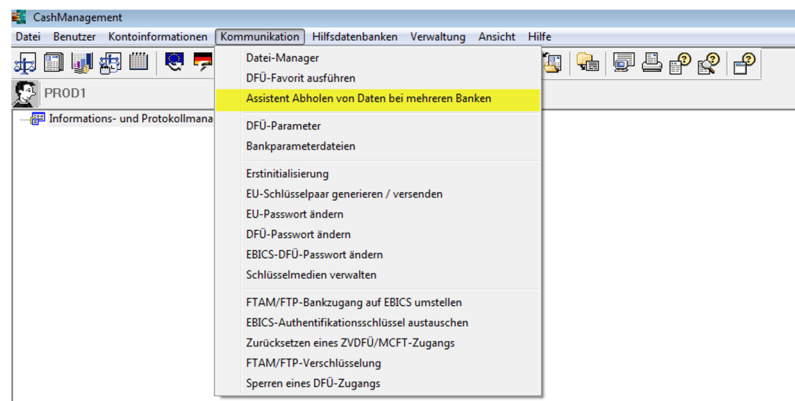 CashManagement
Datei Benutzer Kontoinformationen Kommunikation Hilfsdatenbanken Verwaltung Ansicht Hilfe
Datei-Manager
DFÜ-Favorit ausführen
PROD1
Assistent Abholen von Daten bei mehreren Banken
Informations- und Protokollmana
DFÜ-Parameter
Bankparameterdateien
Erstinitialisierung
EU-Schlüsselpaar generieren / versenden
EU-Passwort ändern
DFÜ-Passwort ändern
EBICS-DFÜ-Passwort ändern
Schlüsselmedien verwalten
FTAM/FTP-Bankzugang auf EBICS umstellen
EBICS-Authentifikationsschlüssel austauschen
Zurücksetzen eines ZVDFÜ/MCFT-Zugangs
FTAM/FTP-Verschlüsselung
Sperren eines DFÜ-Zugangs